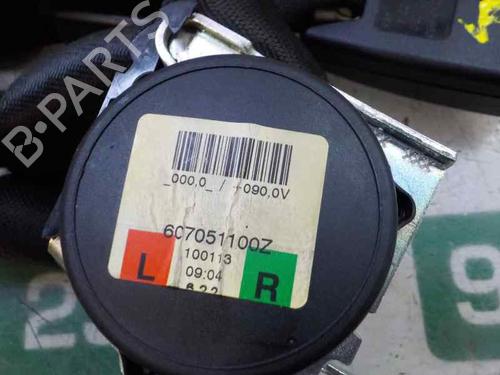 B-PARTS
_000,0_ / +090,0V
607051100Z
100113
09:04
L
R